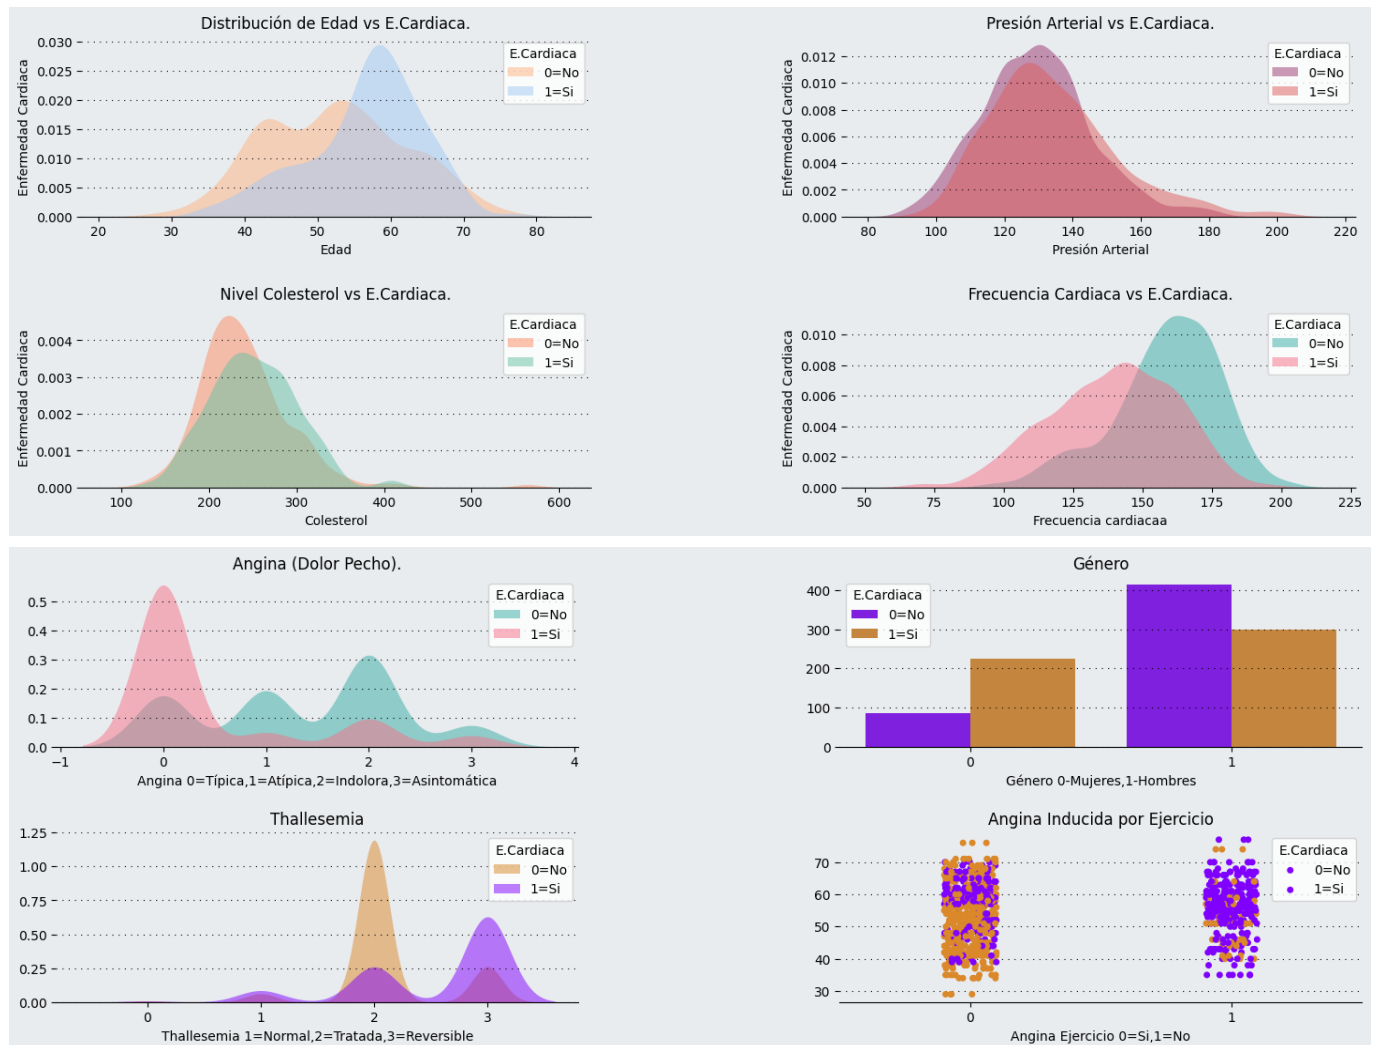 Distribución de Edad vs E.Cardiaca.
Enfermedad Cardiaca
0.030
0.025
0.020
0.015
0.010
0.005
0.000
E.Cardiaca
0=No
1=Si
20 30 40 50 60 70 80
Edad
Presión Arterial vs E.Cardiaca.
Enfermedad Cardiaca
0.012
0.010
0.008
0.006
0.004
0.002
0.000
E.Cardiaca
0=No
1=Si
80 100 120 140 160 180 200 220
Presión Arterial
Nivel Colesterol vs E.Cardiaca.
Enfermedad Cardiaca
0.004
0.003
0.002
0.001
0.000
E.Cardiaca
0=No
1=Si
100 200 300 400 500 600
Colesterol
Frecuencia Cardiaca vs E.Cardiaca.
Enfermedad Cardiaca
0.010
0.008
0.006
0.004
0.002
0.000
E.Cardiaca
0=No
1=Si
50 75 100 125 150 175 200 225
Frecuencia cardiacaa
Angina (Dolor Pecho).
0.5
0.4
0.3
0.2
0.1
0.0
E.Cardiaca
0=No
1=Si
−1 0 1 2 3 4
Angina 0=Típica,1=Atípica,2=Indolora,3=Asintomática
Género
400
300
200
100
0
E.Cardiaca
0=No
1=Si
0 1
Género 0-Mujeres,1-Hombres
Thallesemia
1.25
1.00
0.75
0.50
0.25
0.00
E.Cardiaca
0=No
1=Si
0 1 2 3
Thallesemia 1=Normal,2=Tratada,3=Reversible
Angina Inducida por Ejercicio
70
60
50
40
30
E.Cardiaca
0=No
1=Si
0 1
Angina Ejercicio 0=Si,1=No